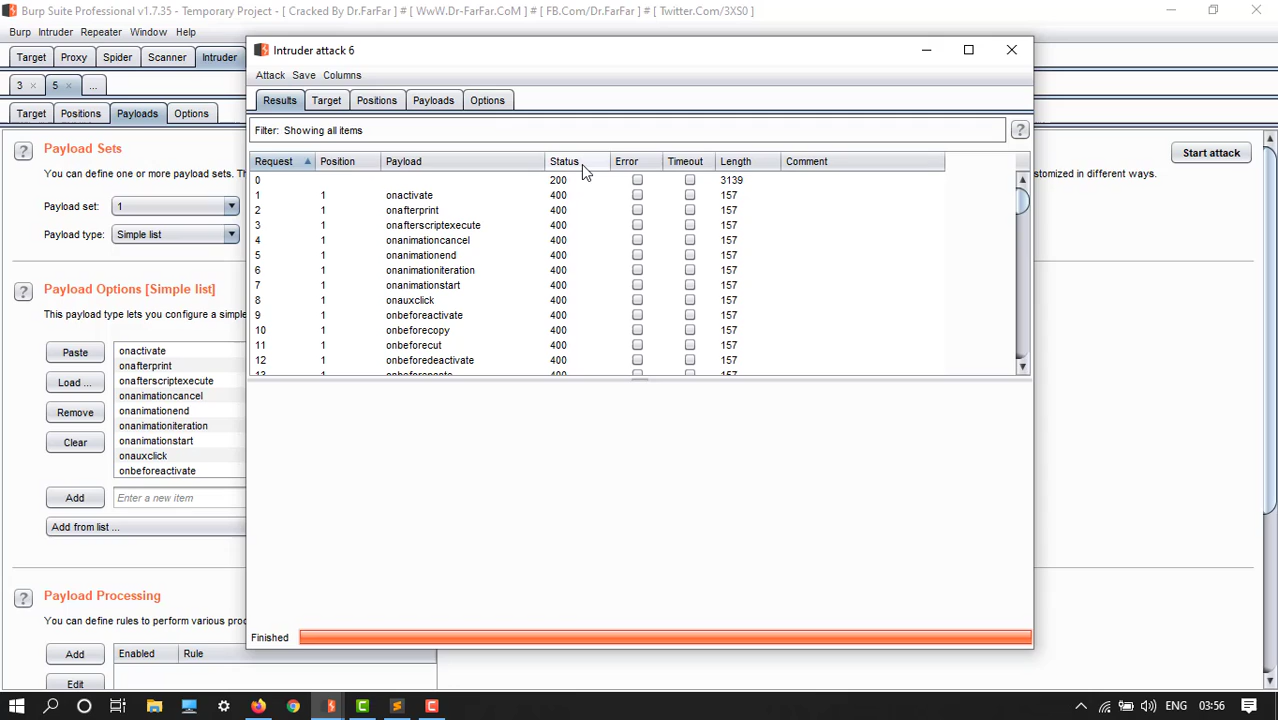 Burp Suite Professional v1.7.35 - Temporary Project - [ Cracked By Dr.FarFar ] # [ WwW.Dr-FarFar.CoM ] # [ FB.Com/Dr.FarFar ] # [ Twitter.Com/3XS0 ]
Burp Intruder Repeater Window Help
Target Proxy Spider Scanner Intruder
3 × 5 × ...
Target Positions Payloads Options
Intruder attack 6
Attack Save Columns
Results Target Positions Payloads Options
Filter: Showing all items ?
Request Position Payload Status Error Timeout Length Comment
0 200 3139
1 1 onactivate 400 157
2 1 onafterprint 400 157
3 1 onafterscriptexecute 400 157
4 1 onanimationcancel 400 157
5 1 onanimationend 400 157
6 1 onanimationiteration 400 157
7 1 onanimationstart 400 157
8 1 onauxclick 400 157
9 1 onbeforeactivate 400 157
10 1 onbeforecopy 400 157
11 1 onbeforecut 400 157
12 1 onbeforedeactivate 400 157
13 1 onbeforepaste 400 157
Finished
? Payload Sets
Start attack
You can define one or more payload sets. T
ustomized in different ways.
Payload set: 1
Payload type: Simple list
? Payload Options [Simple list]
This payload type lets you configure a simple
Paste
Load ...
Remove
Clear
onactivate
onafterprint
onafterscriptexecute
onanimationcancel
onanimationend
onanimationiteration
onanimationstart
onauxclick
onbeforeactivate
Add Enter a new item
Add from list ...
? Payload Processing
You can define rules to perform various proc
Add Enabled Rule
Edit
ENG 03:56